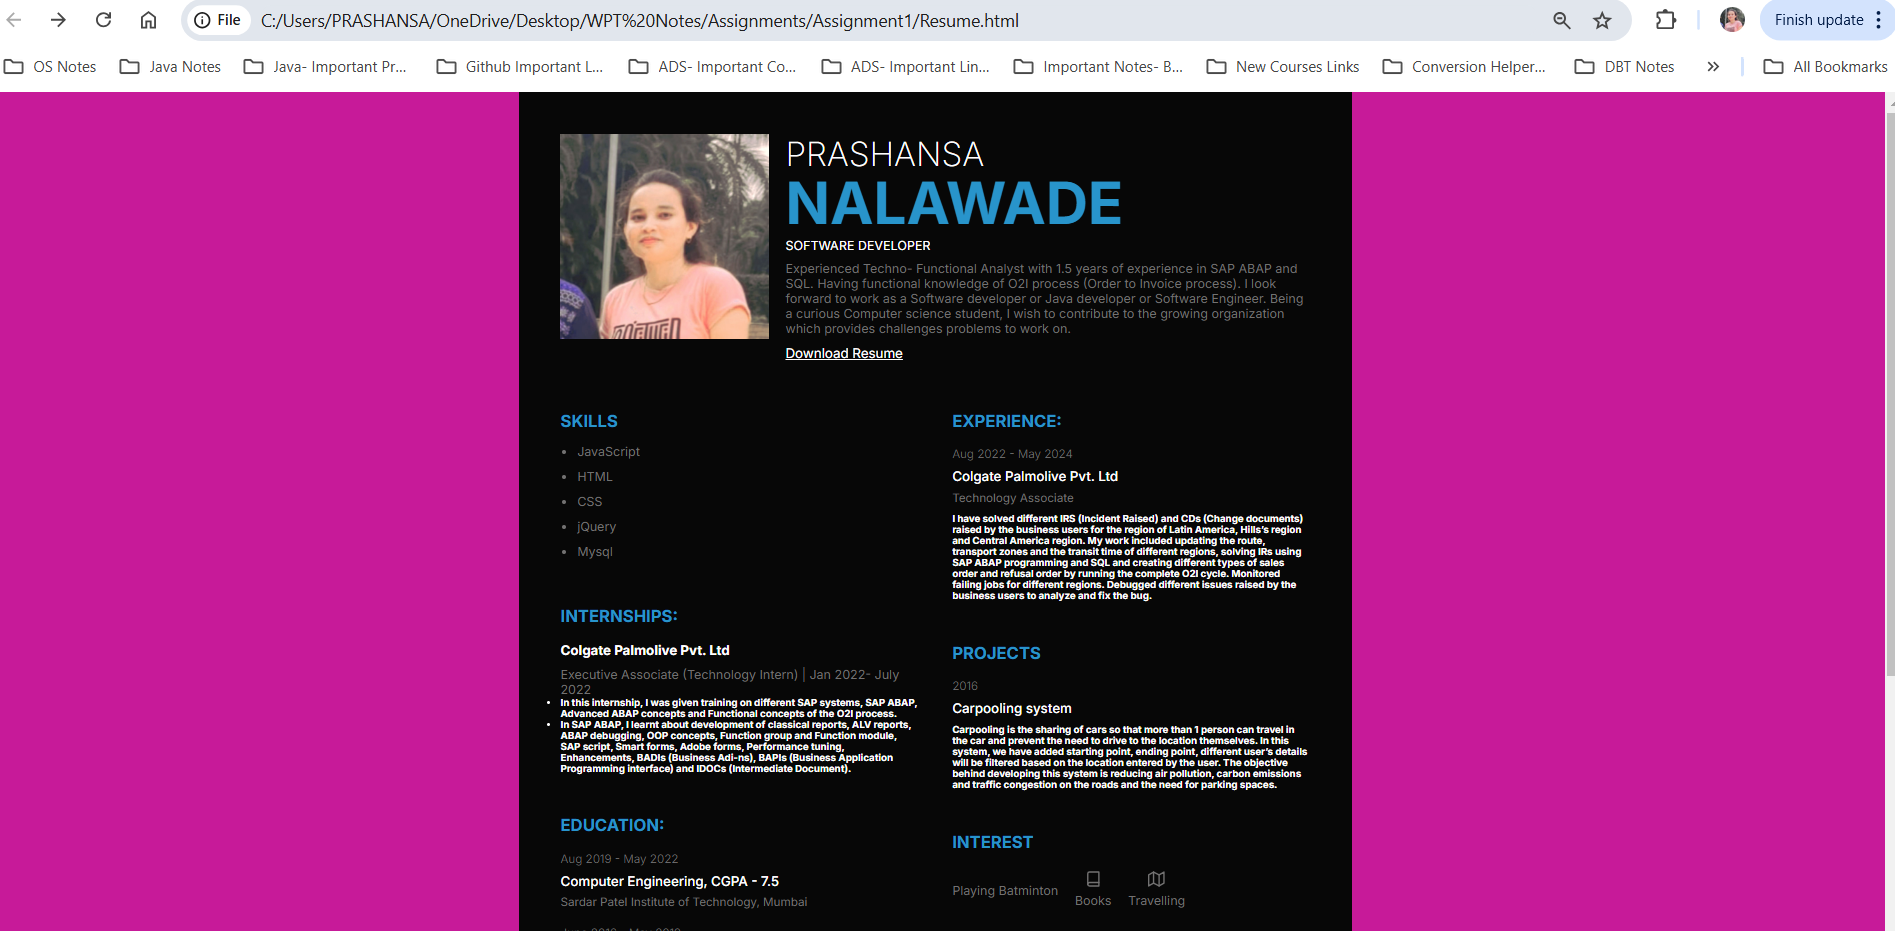 File C:/Users/PRASHANSA/OneDrive/Desktop/WPT%20Notes/Assignments/Assignment1/Resume.html Finish update
OS Notes Java Notes Java- Important Pr... Github Important L... ADS- Important Co... ADS- Important Lin... Important Notes- B... New Courses Links Conversion Helper... DBT Notes » All Bookmarks
PRASHANSA
NALAWADE
SOFTWARE DEVELOPER
Experienced Techno- Functional Analyst with 1.5 years of experience in SAP ABAP and
SQL. Having functional knowledge of O2I process (Order to Invoice process). I look
forward to work as a Software developer or Java developer or Software Engineer. Being
a curious Computer science student, I wish to contribute to the growing organization
which provides challenges problems to work on.
Download Resume
SKILLS
• JavaScript
• HTML
• CSS
• jQuery
• Mysql
INTERNSHIPS:
Colgate Palmolive Pvt. Ltd
Executive Associate (Technology Intern) | Jan 2022- July
2022
• In this internship, I was given training on different SAP systems, SAP ABAP,
Advanced ABAP concepts and Functional concepts of the O2I process.
• In SAP ABAP, I learnt about development of classical reports, ALV reports,
ABAP debugging, OOP concepts, Function group and Function module,
SAP script, Smart forms, Adobe forms, Performance tuning,
Enhancements, BADIs (Business Adi-ns), BAPIs (Business Application
Programming interface) and IDOCs (Intermediate Document).
EDUCATION:
Aug 2019 - May 2022
Computer Engineering, CGPA - 7.5
Sardar Patel Institute of Technology, Mumbai
EXPERIENCE:
Aug 2022 - May 2024
Colgate Palmolive Pvt. Ltd
Technology Associate
I have solved different IRS (Incident Raised) and CDs (Change documents)
raised by the business users for the region of Latin America, Hills's region
and Central America region. My work included updating the route,
transport zones and the transit time of different regions, solving IRs using
SAP ABAP programming and SQL and creating different types of sales
order and refusal order by running the complete O2I cycle. Monitored
failing jobs for different regions. Debugged different issues raised by the
business users to analyze and fix the bug.
PROJECTS
2016
Carpooling system
Carpooling is the sharing of cars so that more than 1 person can travel in
the car and prevent the need to drive to the location themselves. In this
system, we have added starting point, ending point, different user's details
will be filtered based on the location entered by the user. The objective
behind developing this system is reducing air pollution, carbon emissions
and traffic congestion on the roads and the need for parking spaces.
INTEREST
Playing Batminton Books Travelling